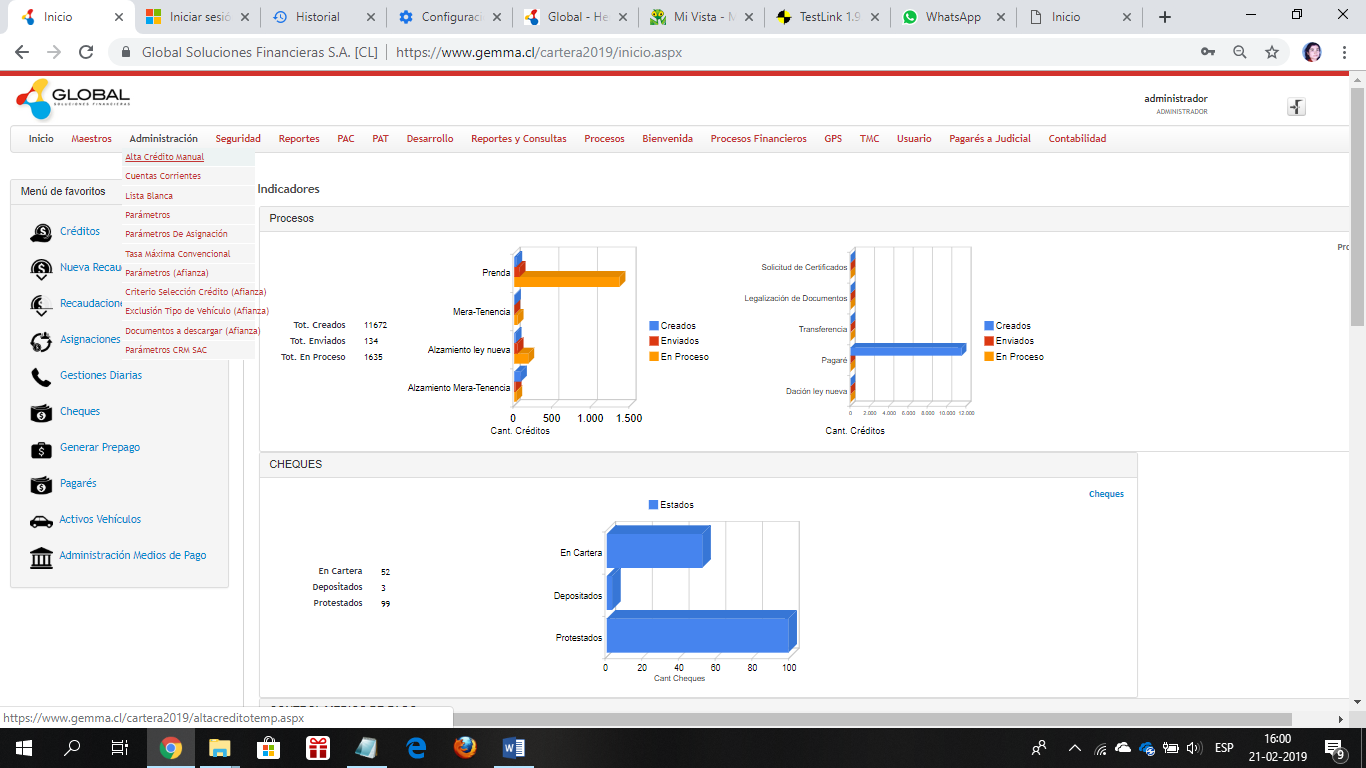 Inicio
Iniciar sesió
Historial
Configuraci
Global - He
Mi Vista - M
TestLink 1.9
WhatsApp
Inicio
Global Soluciones Financieras S.A. [CL] | https://www.gemma.cl/cartera2019/inicio.aspx
GLOBAL
SOLUCIONES FINANCIERAS
administrador
ADMINISTRADOR
Inicio Maestros Administración Seguridad Reportes PAC PAT Desarrollo Reportes y Consultas Procesos Bienvenida Procesos Financieros GPS TMC Usuario Pagarés a Judicial Contabilidad
Alta Crédito Manual
Cuentas Corrientes
Lista Blanca
Parámetros
Parámetros De Asignación
Tasa Máxima Convencional
Parámetros (Afianza)
Criterio Selección Crédito (Afianza)
Exclusión Tipo de Vehículo (Afianza)
Documentos a descargar (Afianza)
Parámetros CRM SAC
Menú de favoritos
Créditos
Nueva Recau
Recaudacione
Asignaciones
Gestiones Diarias
Cheques
Generar Prepago
Pagarés
Activos Vehículos
Administración Medios de Pago
Indicadores
Procesos
Pro
Tot. Creados 11672
Tot. Enviados 134
Tot. En Proceso 1635
Prenda
Mera-Tenencia
Alzamiento ley nueva
Alzamiento Mera-Tenencia
0 500 1.000 1.500
Cant. Créditos
Creados
Enviados
En Proceso
Solicitud de Certificados
Legalización de Documentos
Transferencia
Pagaré
Dación ley nueva
0 2.000 4.000 6.000 8.000 10.000 12.000
Cant. Créditos
Creados
Enviados
En Proceso
CHEQUES
Cheques
Estados
En Cartera 52
Depositados 3
Protestados 99
En Cartera
Depositados
Protestados
0 20 40 60 80 100
Cant Cheques
https://www.gemma.cl/cartera2019/altacreditotemp.aspx
ESP
16:00
21-02-2019
9